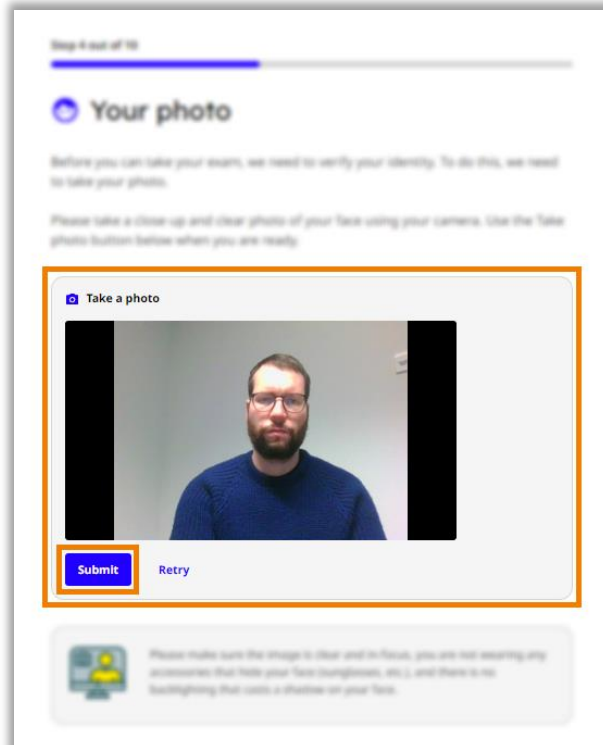 Step 4 out of 10
Your photo
Before you can take your exam, we need to verify your identity. To do this, we need
to take your photo.
Please take a close up and clear photo of your face using your camera. Use the Take
photo button below when you are ready.
Take a photo
Submit
Retry
Please make sure the image is clear and in focus, you are not wearing any
accessories that hide your face (sunglasses, etc.), and there is no
backlighting that casts a shadow on your face.